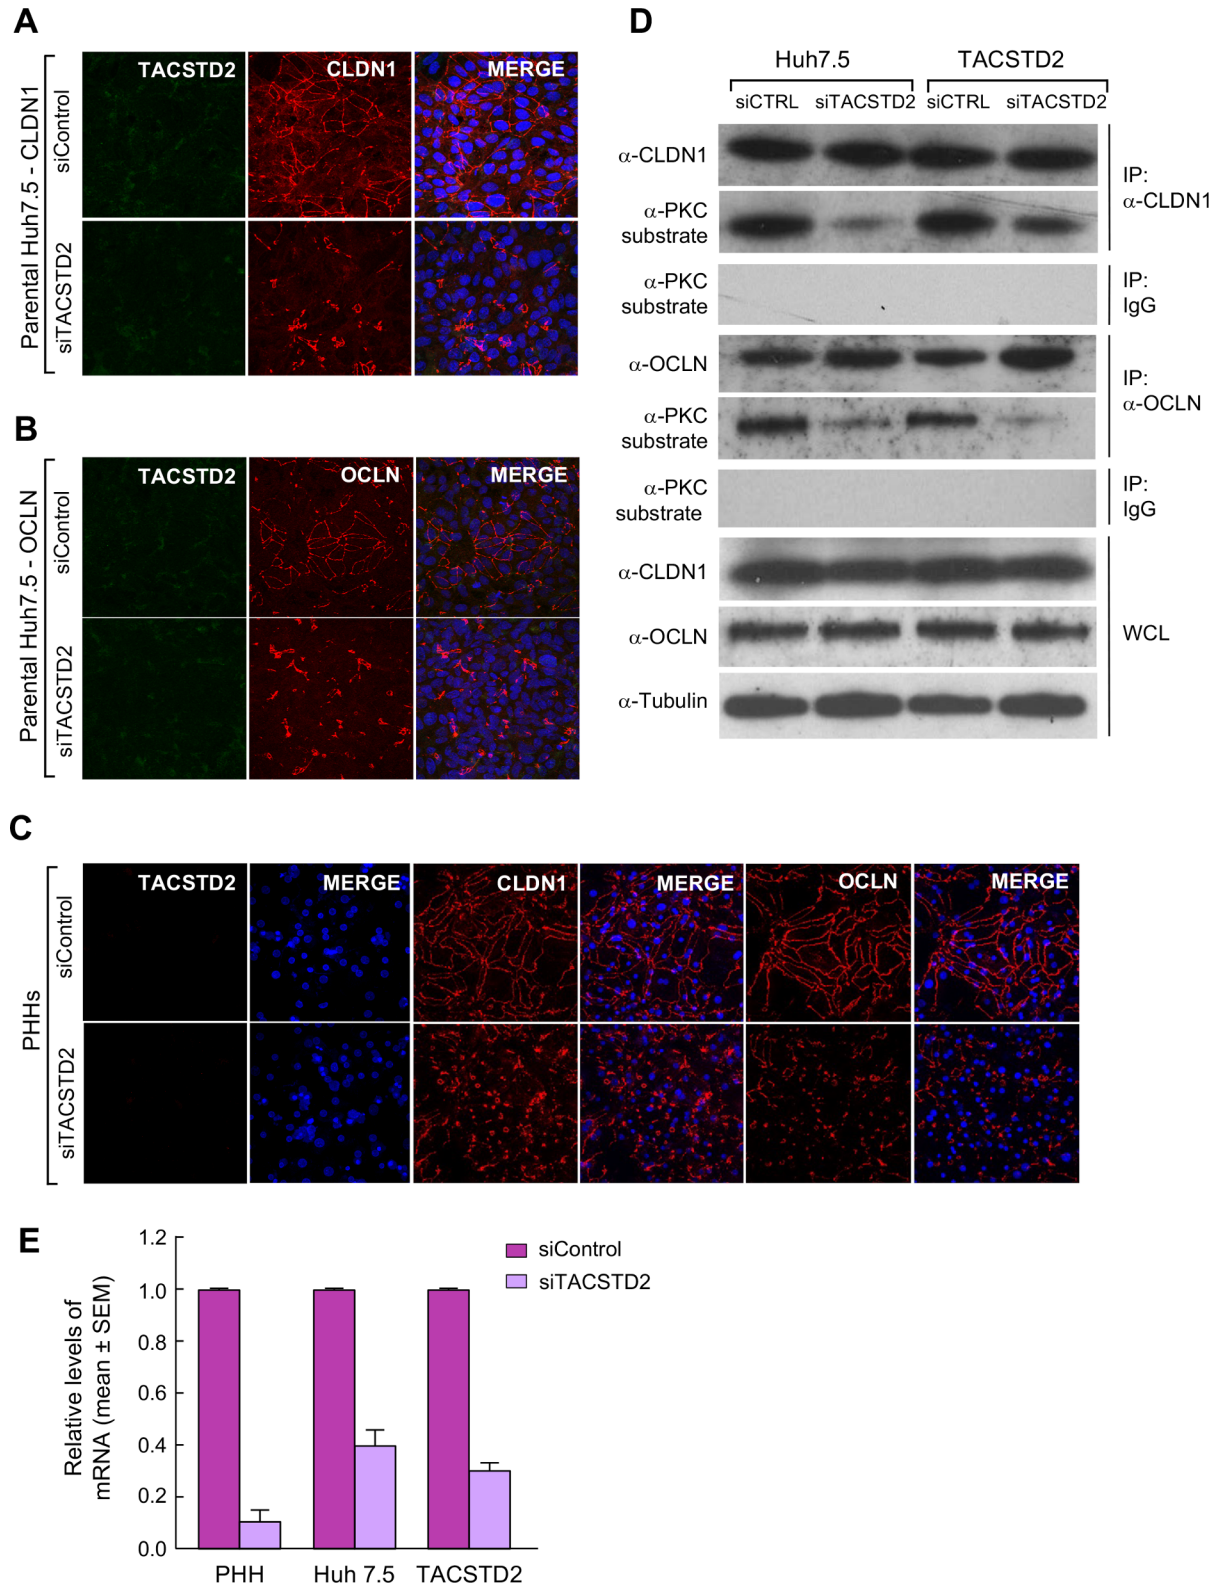 A
Parental Huh7.5 - CLDN1
siControl
siTACSTD2
TACSTD2
CLDN1
MERGE
B
Parental Huh7.5 - OCLN
siControl
siTACSTD2
TACSTD2
OCLN
MERGE
C
PHHs
siControl
siTACSTD2
TACSTD2
MERGE
CLDN1
MERGE
OCLN
MERGE
D
Huh7.5
TACSTD2
siCTRL
siTACSTD2
siCTRL
siTACSTD2
α-CLDN1
α-PKC
substrate
IP:
α-CLDN1
α-PKC
substrate
IP:
IgG
α-OCLN
α-PKC
substrate
IP:
α-OCLN
α-PKC
substrate
IP:
IgG
α-CLDN1
α-OCLN
α-Tubulin
WCL
E
Relative levels of
mRNA (mean ± SEM)
1.2
1.0
0.8
0.6
0.4
0.2
0.0
siControl
siTACSTD2
PHH
Huh 7.5
TACSTD2